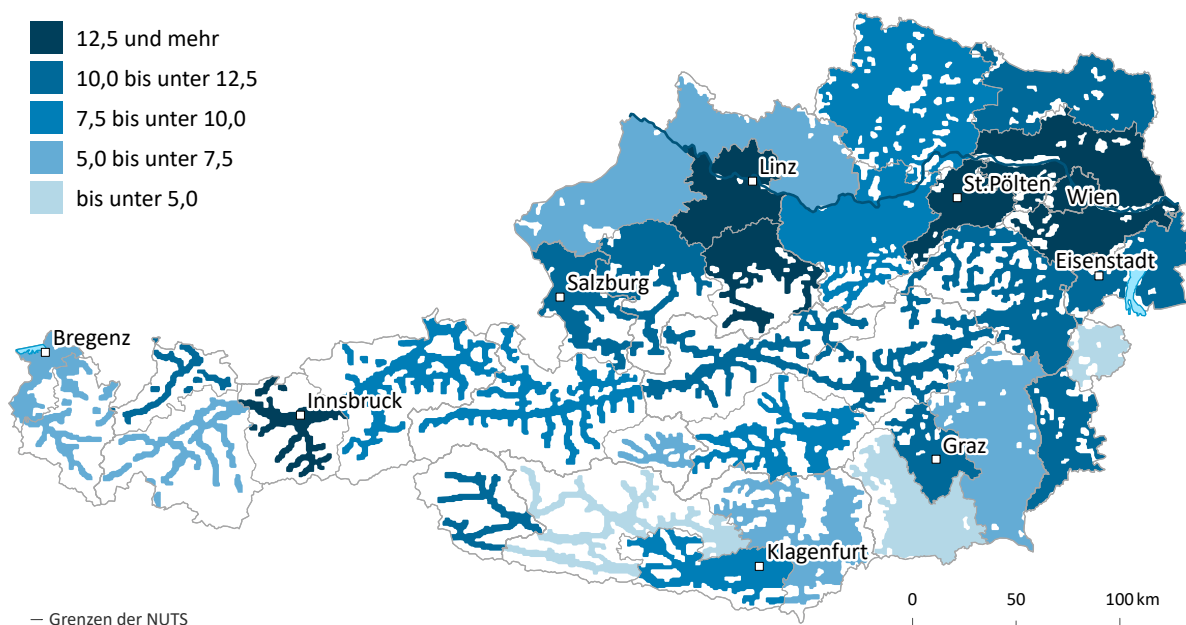 12,5 und mehr
10,0 bis unter 12,5
7,5 bis unter 10,0
5,0 bis unter 7,5
bis unter 5,0
Linz
St.Pölten
Wien
Eisenstadt
Salzburg
Bregenz
Innsbruck
Graz
Klagenfurt
0 50 100 km
— Grenzen der NUTS